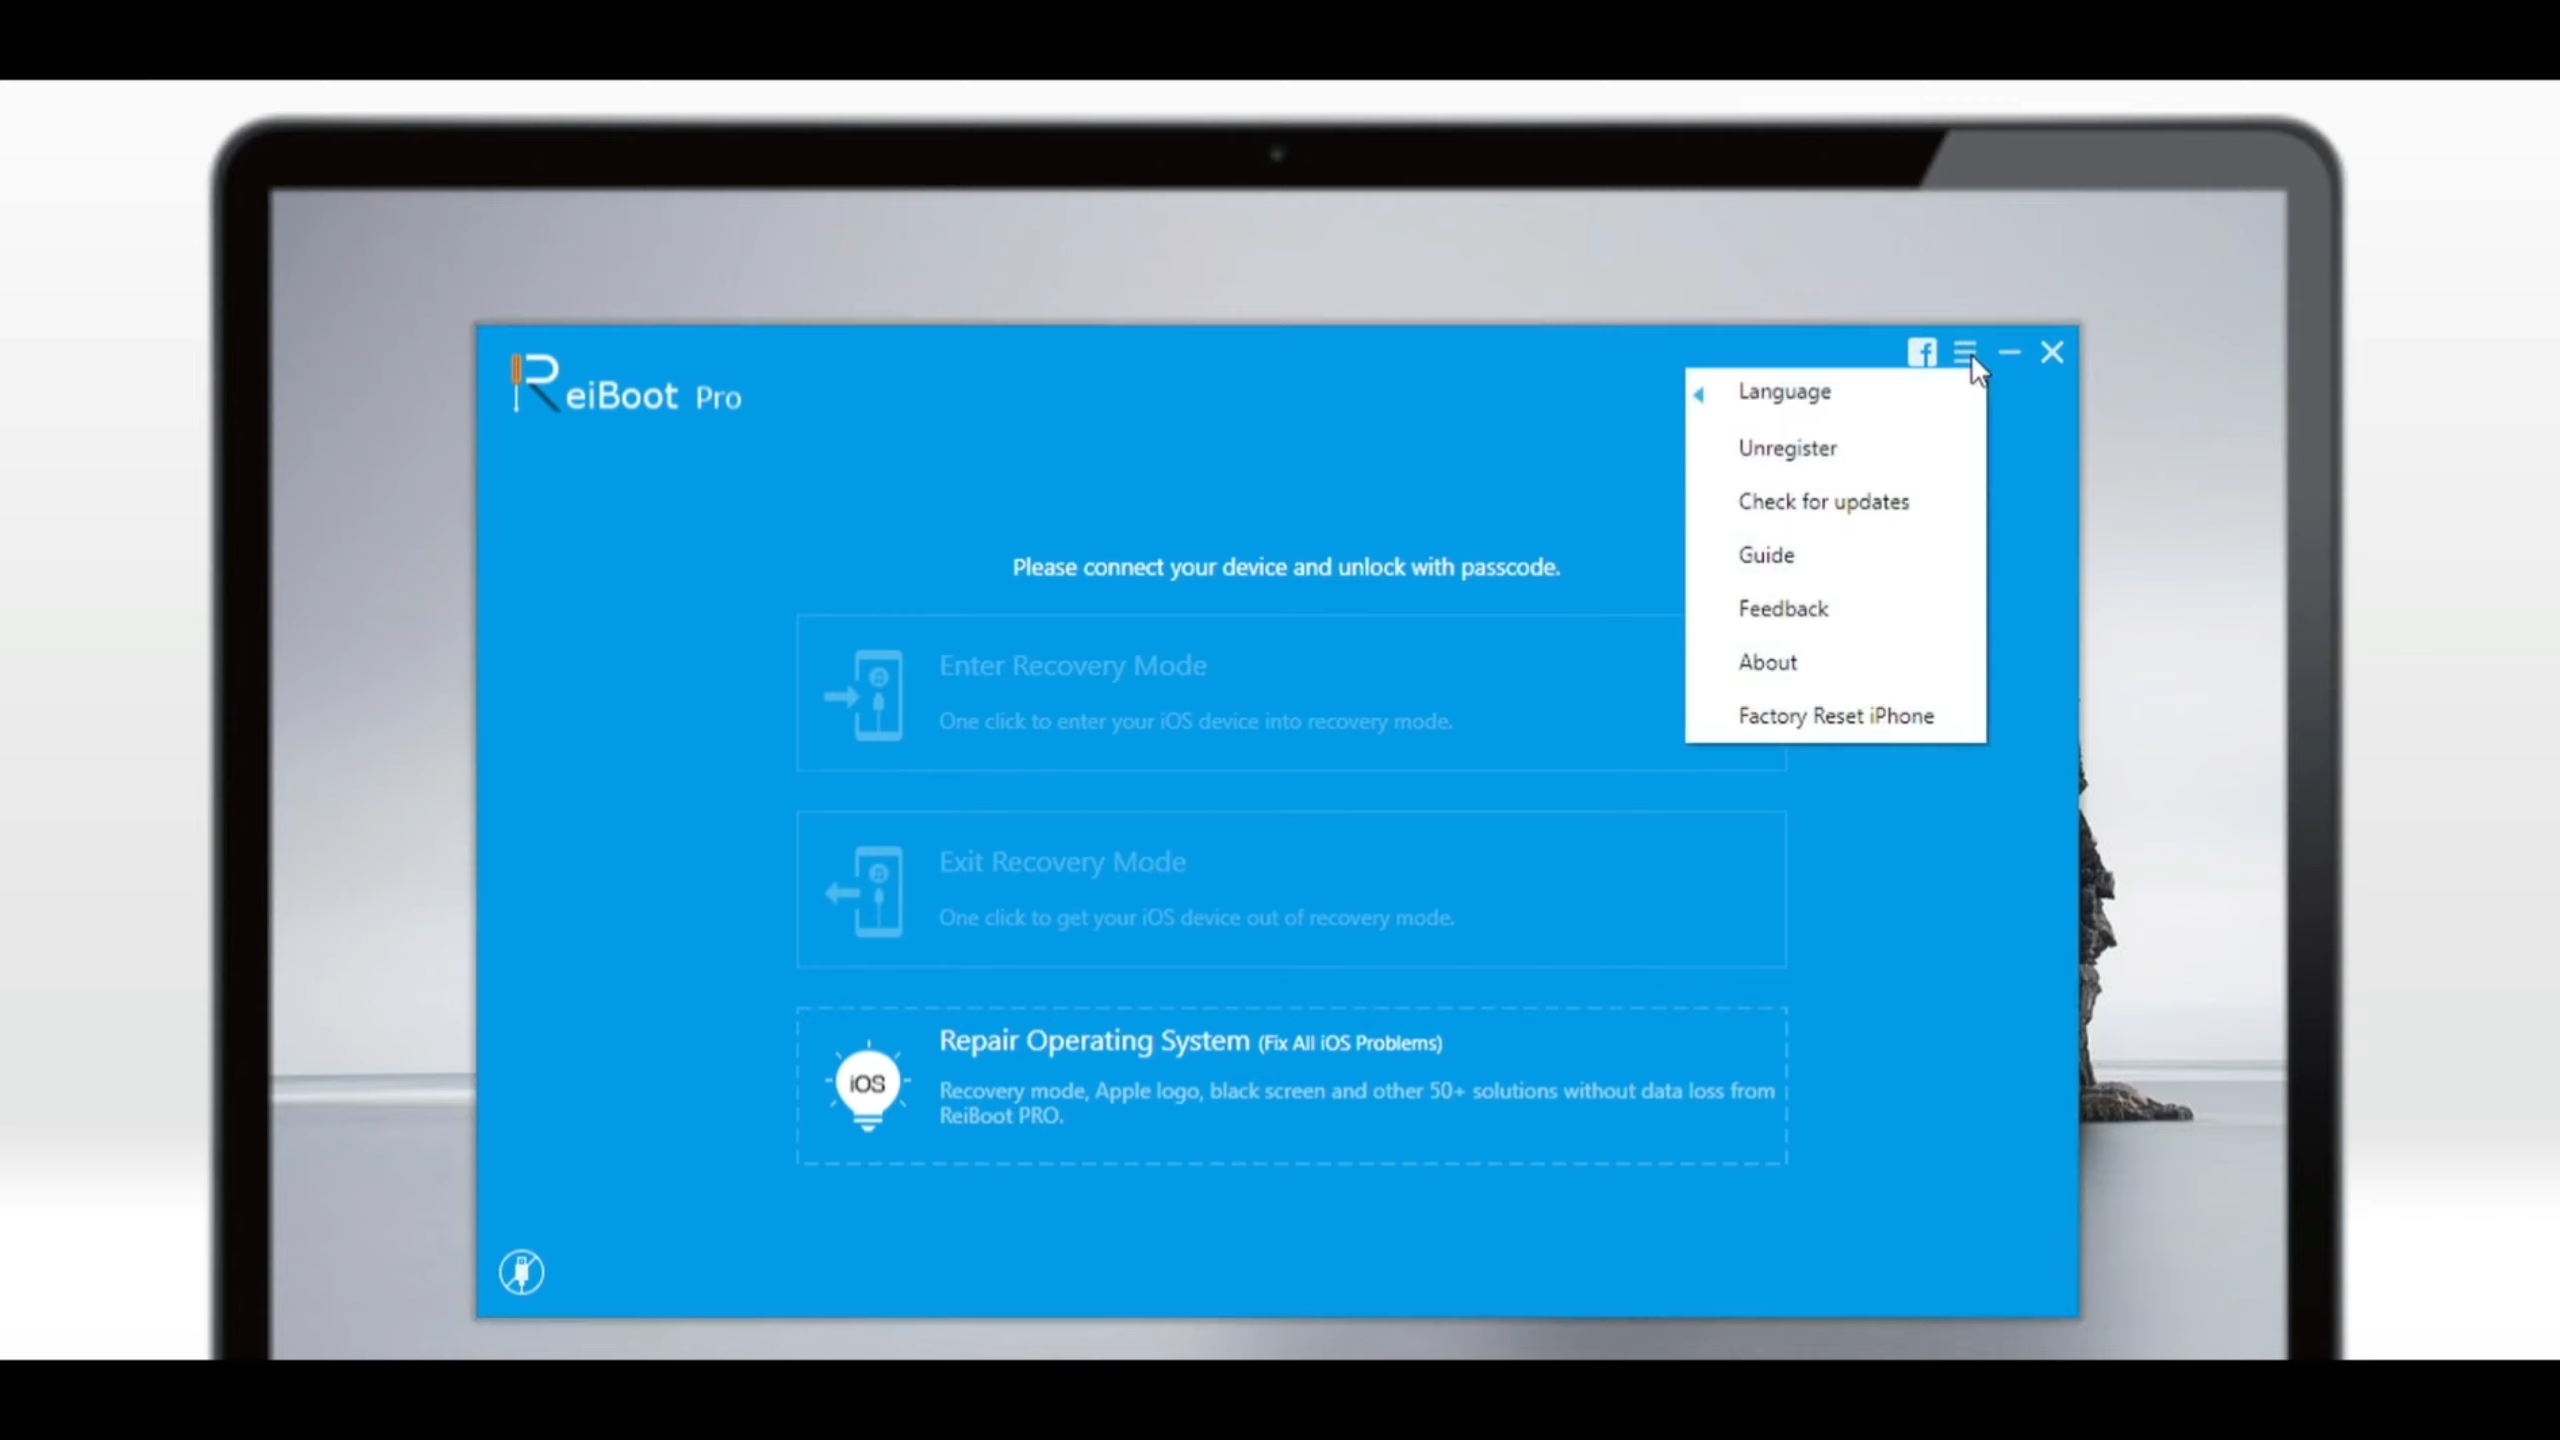 ReiBoot Pro
Language
Unregister
Check for updates
Guide
Feedback
About
Factory Reset iPhone
Please connect your device and unlock with passcode.
Enter Recovery Mode
One click to enter your iOS device into recovery mode.
Exit Recovery Mode
One click to get your iOS device out of recovery mode.
iOS
Repair Operating System (Fix All iOS Problems)
Recovery mode, Apple logo, black screen and other 50+ solutions without data loss from
ReiBoot PRO.